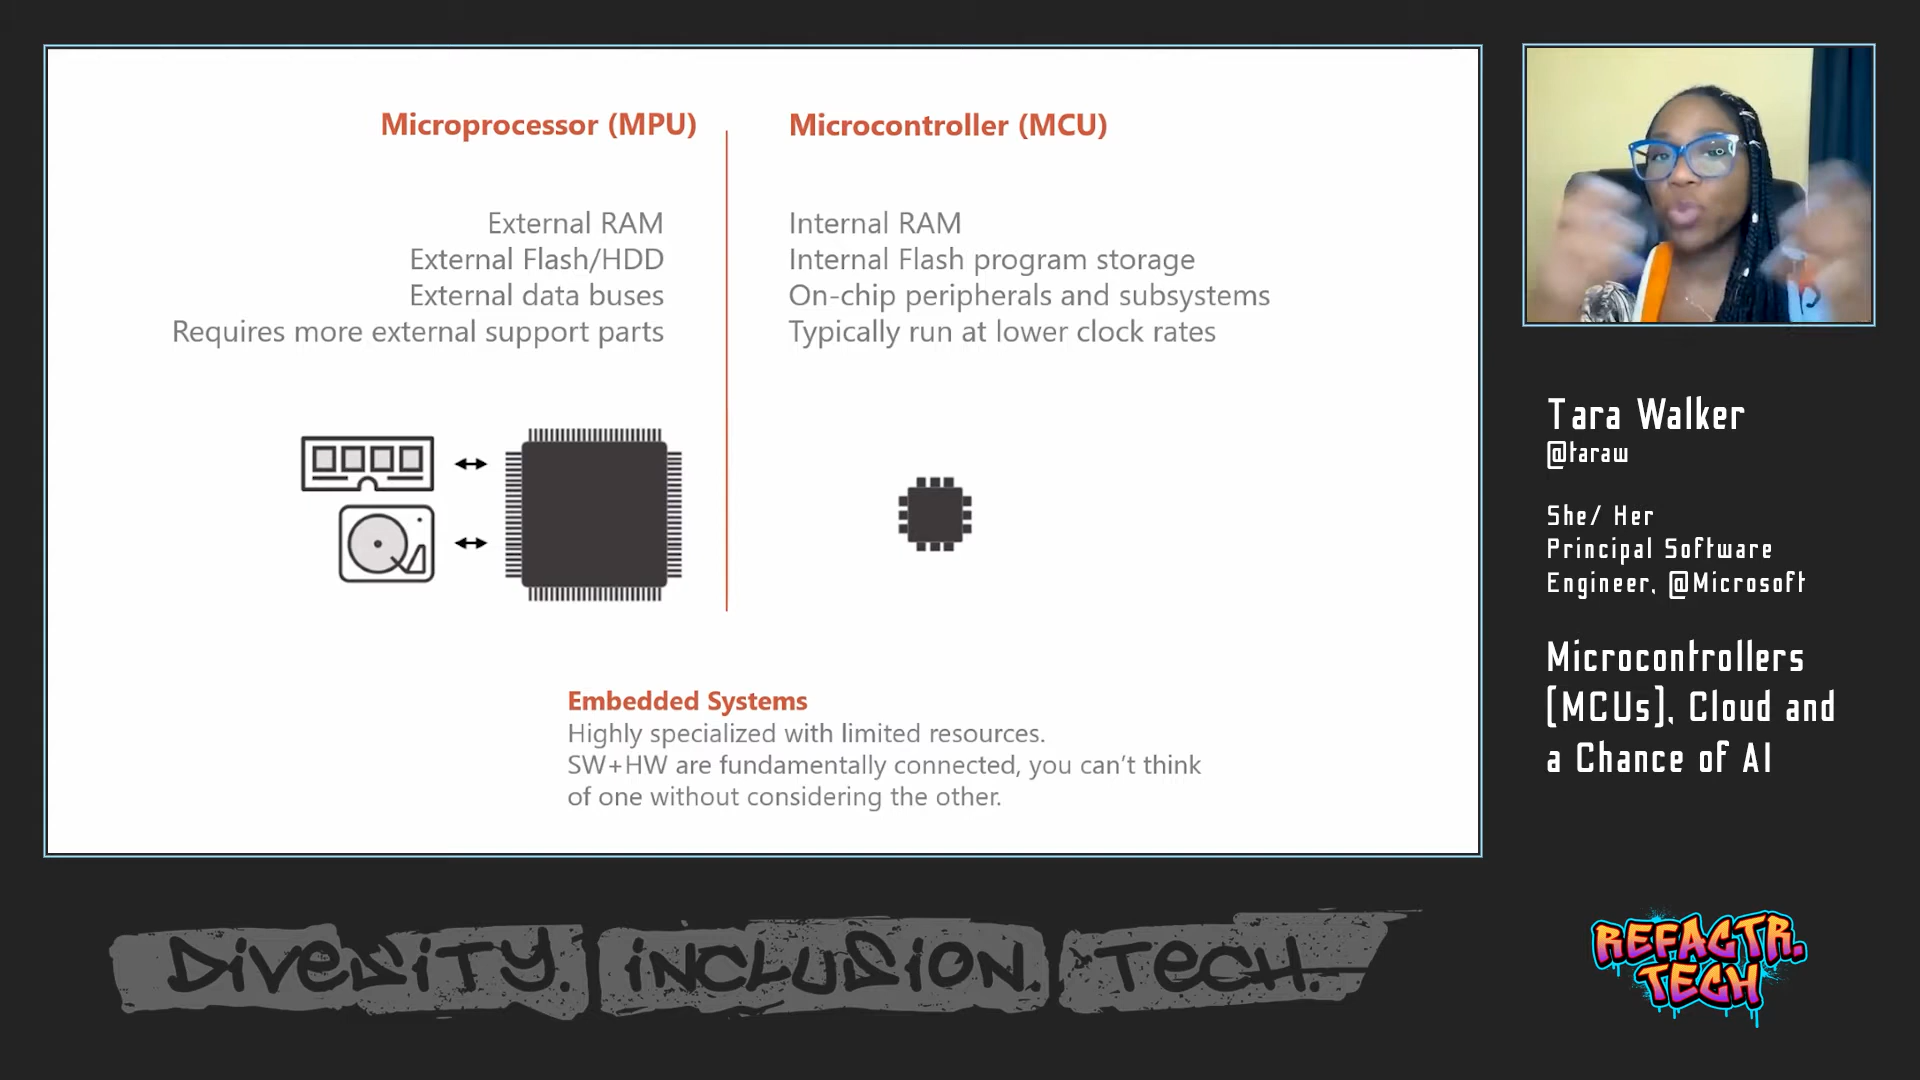 Microprocessor (MPU)
External RAM
External Flash/HDD
External data buses
Requires more external support parts
Microcontroller (MCU)
Internal RAM
Internal Flash program storage
On-chip peripherals and subsystems
Typically run at lower clock rates
Embedded Systems
Highly specialized with limited resources.
SW+HW are fundamentally connected, you can't think
of one without considering the other.
Tara Walker
@taraw
She/ Her
Principal Software
Engineer, @Microsoft
Microcontrollers
(MCUs), Cloud and
a Chance of AI
DIVERSITY. INCLUSION. TECH.
REFACTR.
TECH